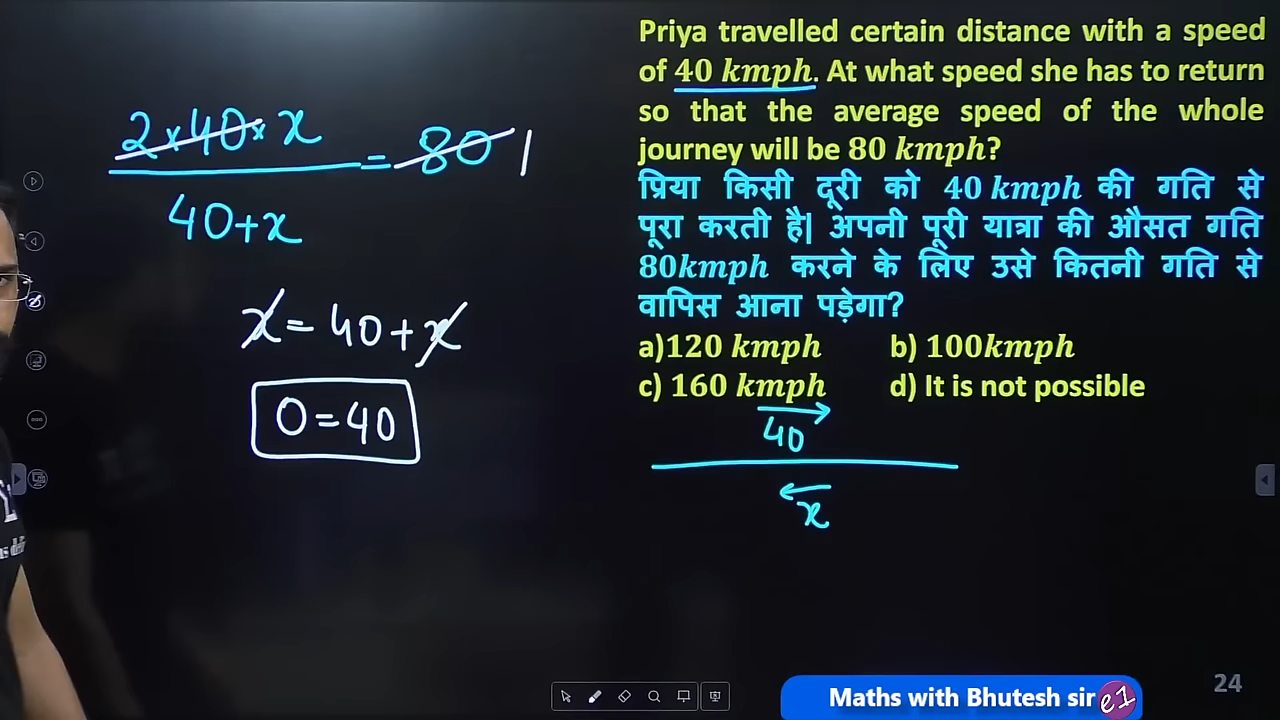 Priya travelled certain distance with a speed
of 40 kmph. At what speed she has to return
so that the average speed of the whole
journey will be 80 kmph?
प्रिया किसी दूरी को 40 kmph की गति से
पूरा करती है| अपनी पूरी यात्रा की औसत गति
80kmph करने के लिए उसे कितनी गति से
वापिस आना पड़ेगा?
a)120 kmph b) 100kmph
c) 160 kmph d) It is not possible
40
x
2×40×x
= 80 1
40+x
x = 40+x
0=40
24
Maths with Bhutesh sir e1